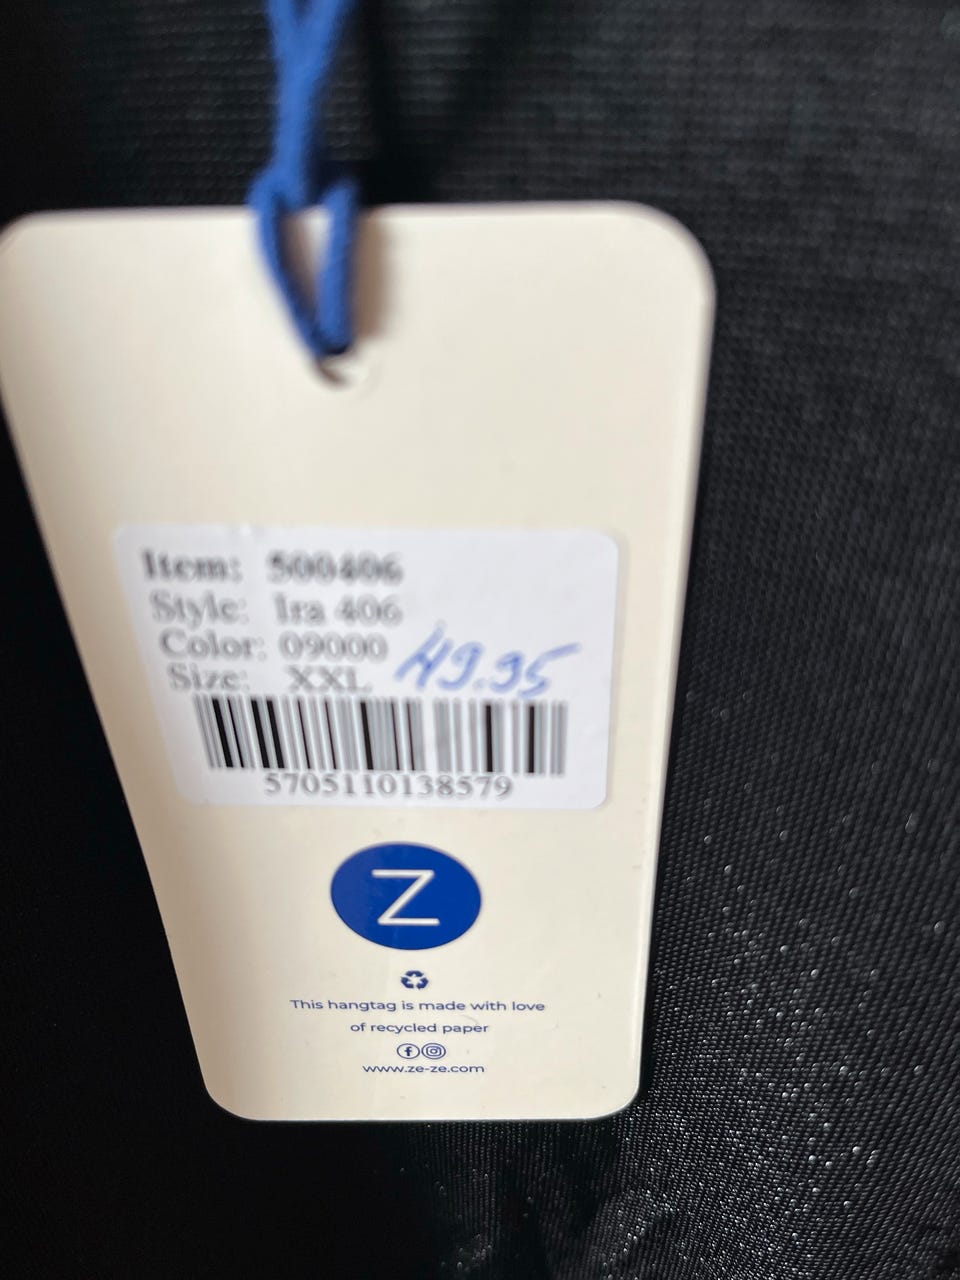 Item: 500406
Style: Ira 406
Color: 09000
Size: XXL
49.95
5705110138579
Z
This hangtag is made with love
of recycled paper
www.ze-ze.com